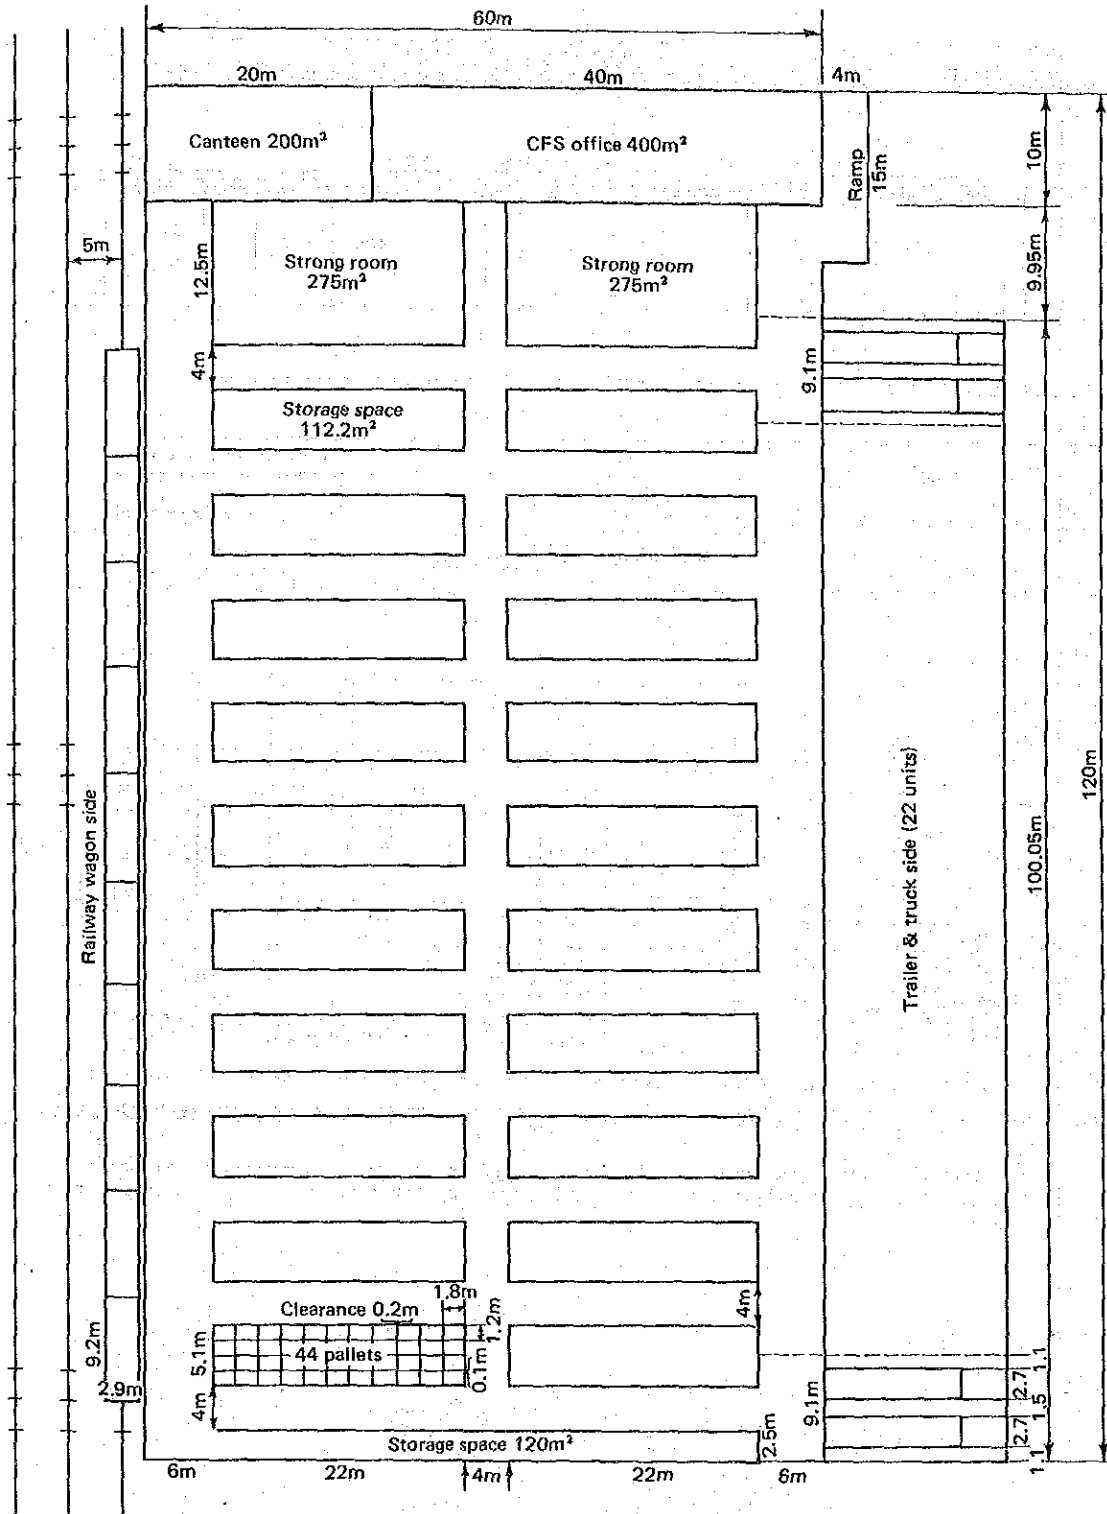 60m
20m
40m
4m
Canteen 200m²
CFS office 400m²
Ramp
15m
10m
5m
12.5m
Strong room
275m²
Strong room
275m²
9.95m
4m
9.1m
Storage space
112.2m²
Railway wagon side
Trailer & truck side (22 units)
100.05m
120m
1.8m
Clearance 0.2m
4m
1.2m
9.2m
5.1m
44 pallets
0.1m
1.1
2.9m
4m
9.1m
2.7
1.5
2.7
2.5m
Storage space 120m²
1.1
6m
22m
4m
22m
6m